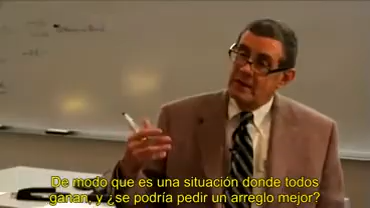 De modo que es una situación donde todos
ganan, y ¿se podría pedir un arreglo mejor?